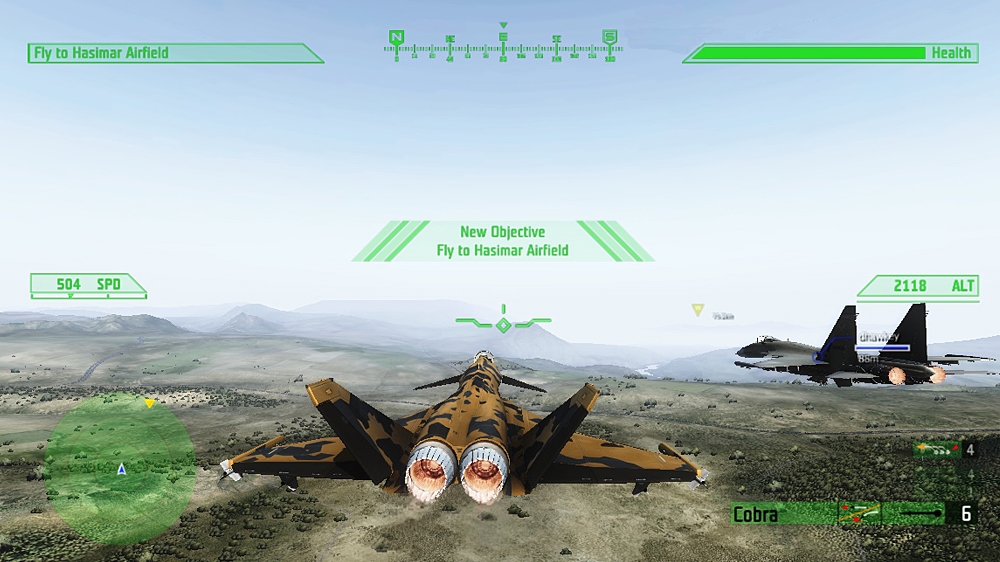 Fly to Hasimar Airfield
N NE E SE S
Health
New Objective
Fly to Hasimar Airfield
504 SPD
2118 ALT
4
Cobra 6